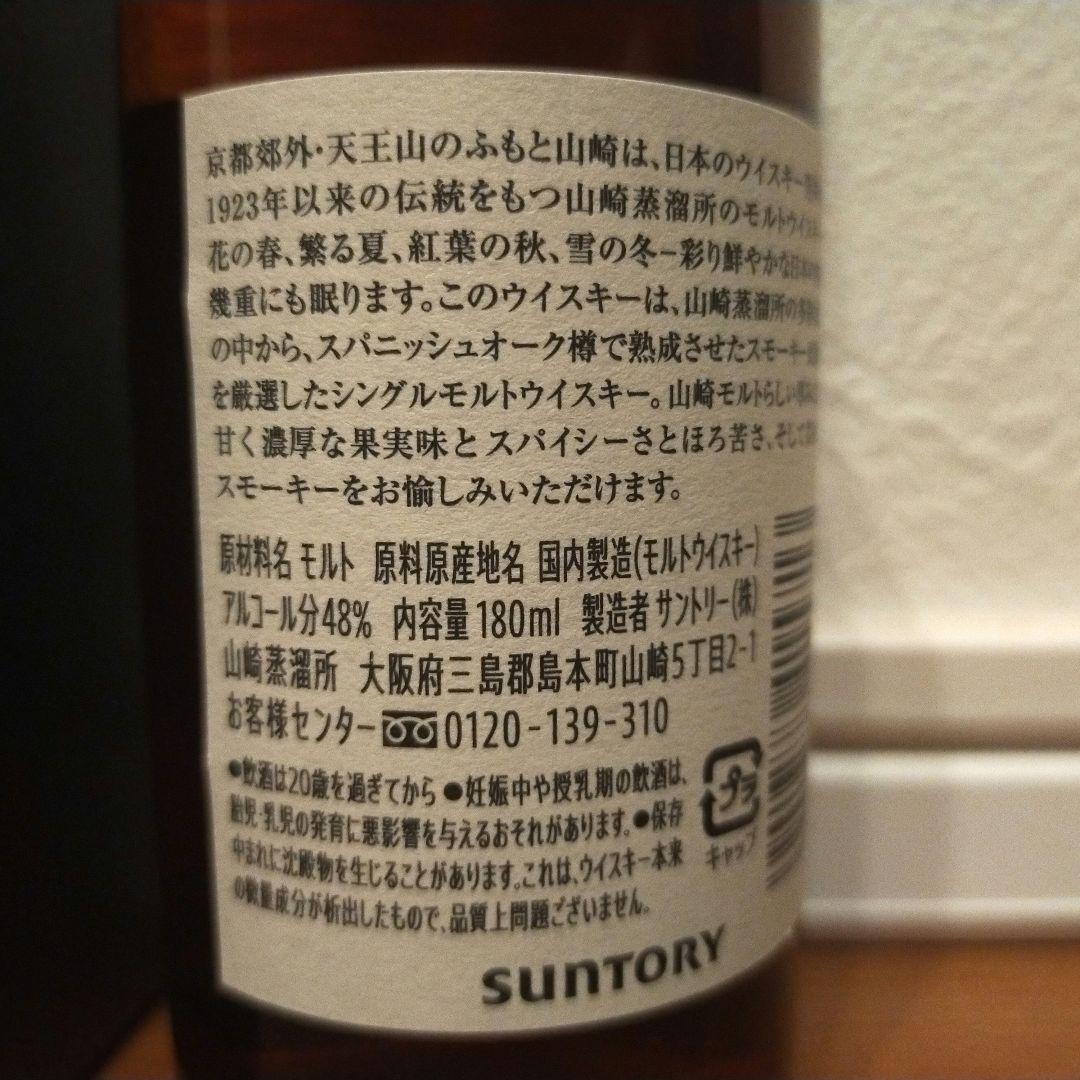 京都郊外・天王山のふもと山崎は、日本のウイスキー
1923年以来の伝統をもつ山崎蒸溜所のモルトウイス
花の春、繁る夏、紅葉の秋、雪の冬−彩り鮮やかな日本
幾重にも眠ります。このウイスキーは、山崎蒸溜所の
の中から、スパニッシュオーク樽で熟成させたスモーキー
を厳選したシングルモルトウイスキー。山崎モルトらしい
甘く濃厚な果実味とスパイシーさとほろ苦さ、そして
スモーキーをお愉しみいただけます。
原材料名 モルト 原料原産地名 国内製造(モルトウイスキー)
アルコール分48% 内容量180ml 製造者 サントリー(株)
山崎蒸溜所 大阪府三島郡島本町山崎5丁目2-1
お客様センター 0120-139-310
●飲酒は20歳を過ぎてから ●妊娠中や授乳期の飲酒は、
胎児・乳児の発育に悪影響を与えるおそれがあります。●保存
中まれに沈殿物を生じることがあります。これは、ウイスキー本来
の微量成分が析出したもので、品質上問題ございません。
プラ
キャップ
SUNTORY